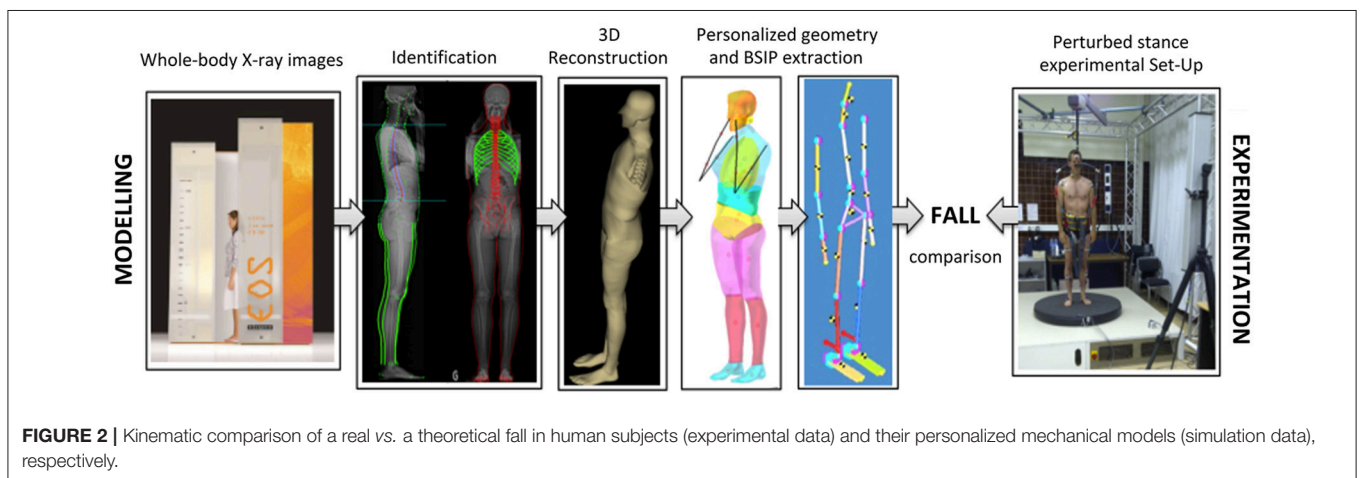 Whole-body X-ray images
Identification
3D
Reconstruction
Personalized geometry
and BSIP extraction
Perturbed stance
experimental Set-Up
MODELLING
EOS
FALL
comparison
EXPERIMENTATION
FIGURE 2 | Kinematic comparison of a real vs. a theoretical fall in human subjects (experimental data) and their personalized mechanical models (simulation data),
respectively.